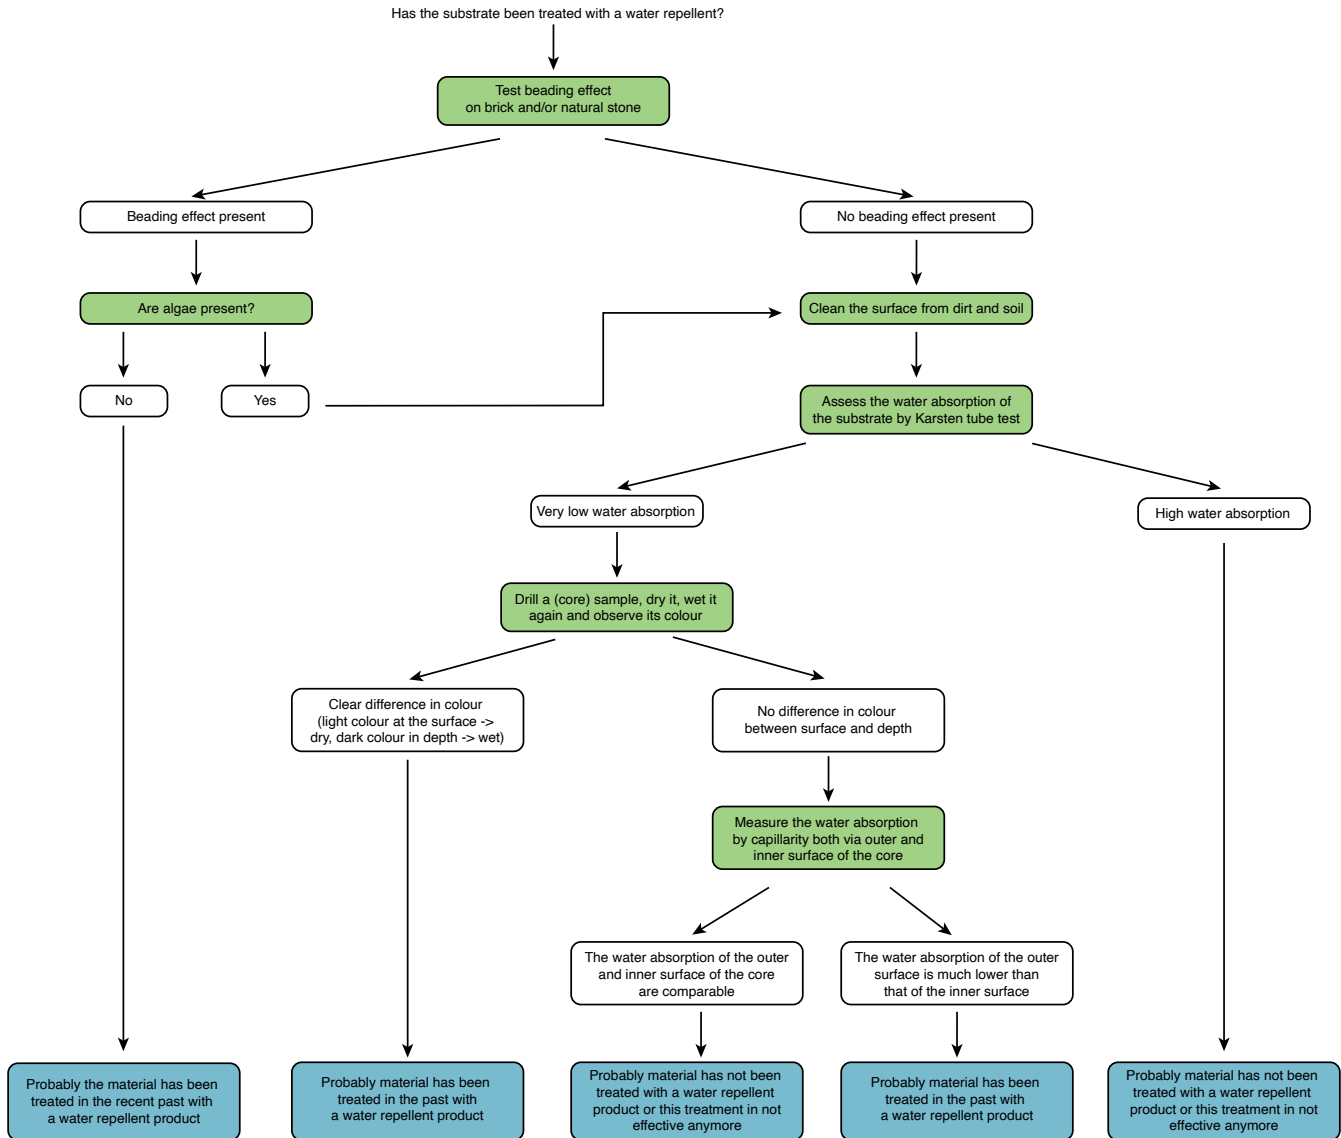 Has the substrate been treated with a water repellent?
Test beading effect
on brick and/or natural stone
Beading effect present
No beading effect present
Are algae present?
Clean the surface from dirt and soil
No
Yes
Assess the water absorption of
the substrate by Karsten tube test
Very low water absorption
High water absorption
Drill a (core) sample, dry it, wet it
again and observe its colour
Clear difference in colour
(light colour at the surface ->
dry, dark colour in depth -> wet)
No difference in colour
between surface and depth
Measure the water absorption
by capillarity both via outer and
inner surface of the core
The water absorption of the outer
and inner surface of the core
are comparable
The water absorption of the outer
surface is much lower than
that of the inner surface
Probably the material has been
treated in the recent past with
a water repellent product
Probably material has been
treated in the past with
a water repellent product
Probably material has not been
treated with a water repellent
product or this treatment in not
effective anymore
Probably material has been
treated in the past with
a water repellent product
Probably material has not been
treated with a water repellent
product or this treatment in not
effective anymore